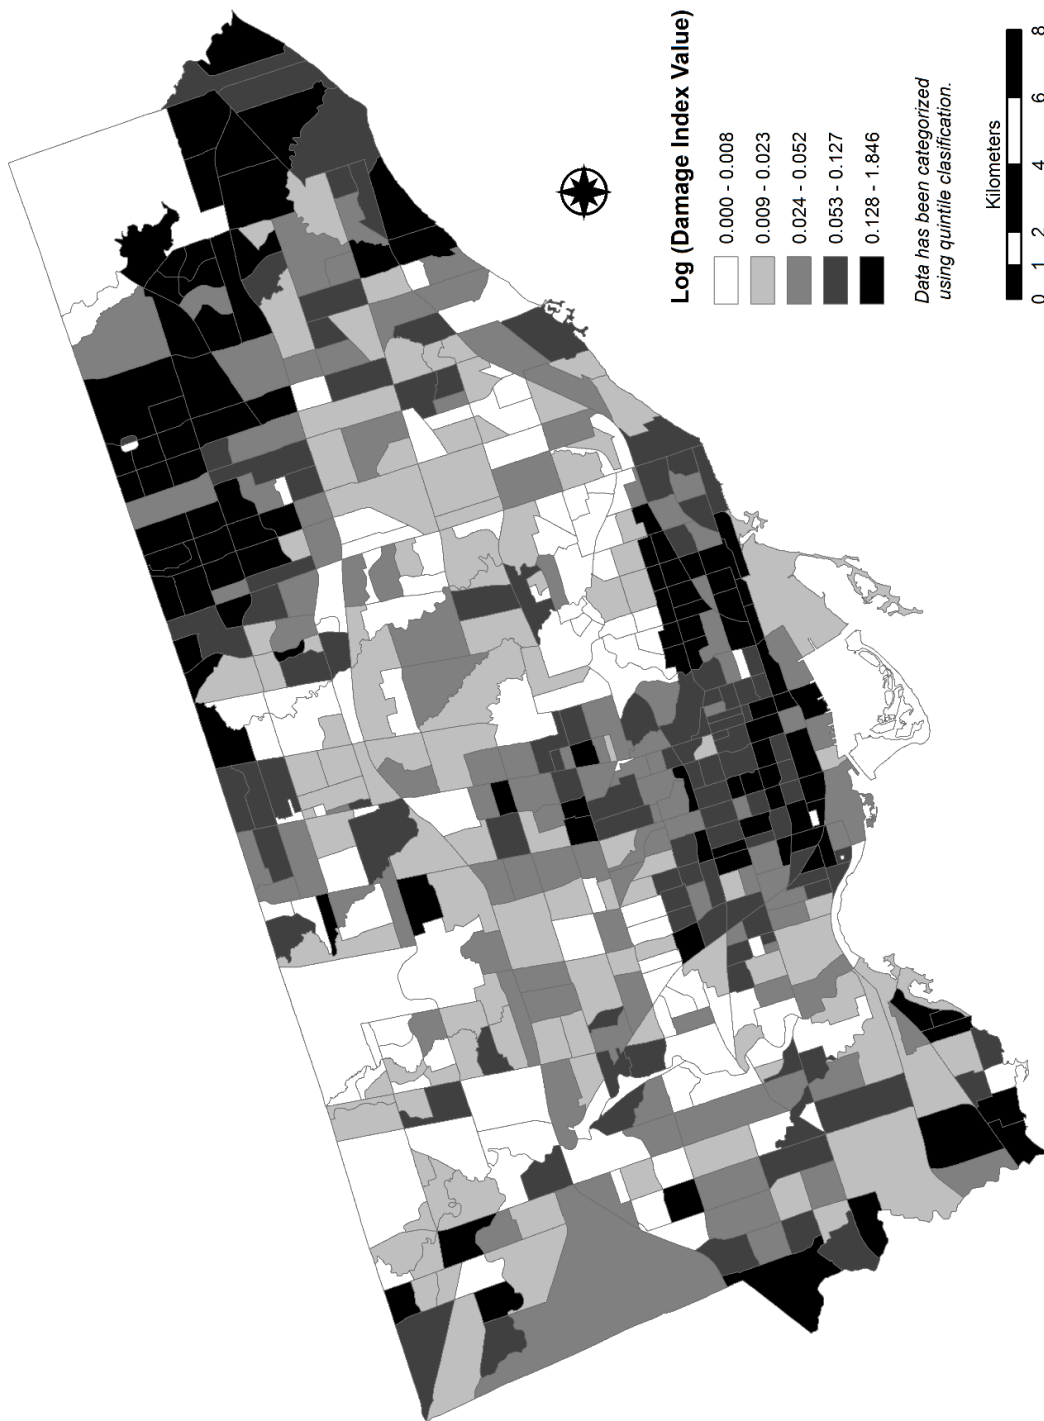 Log (Damage Index Value)
0.000 - 0.008
0.009 - 0.023
0.024 - 0.052
0.053 - 0.127
0.128 - 1.846
Data has been categorized
using quintile clasification.
Kilometers
0 1 2 4 6 8